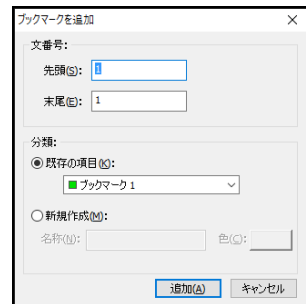 ブックマークを追加
文番号:
先頭(S): 1
末尾(E): 1
分類:
既存の項目(K):
ブックマーク 1
新規作成(M):
名称(N): 色(C):
追加(A) キャンセル